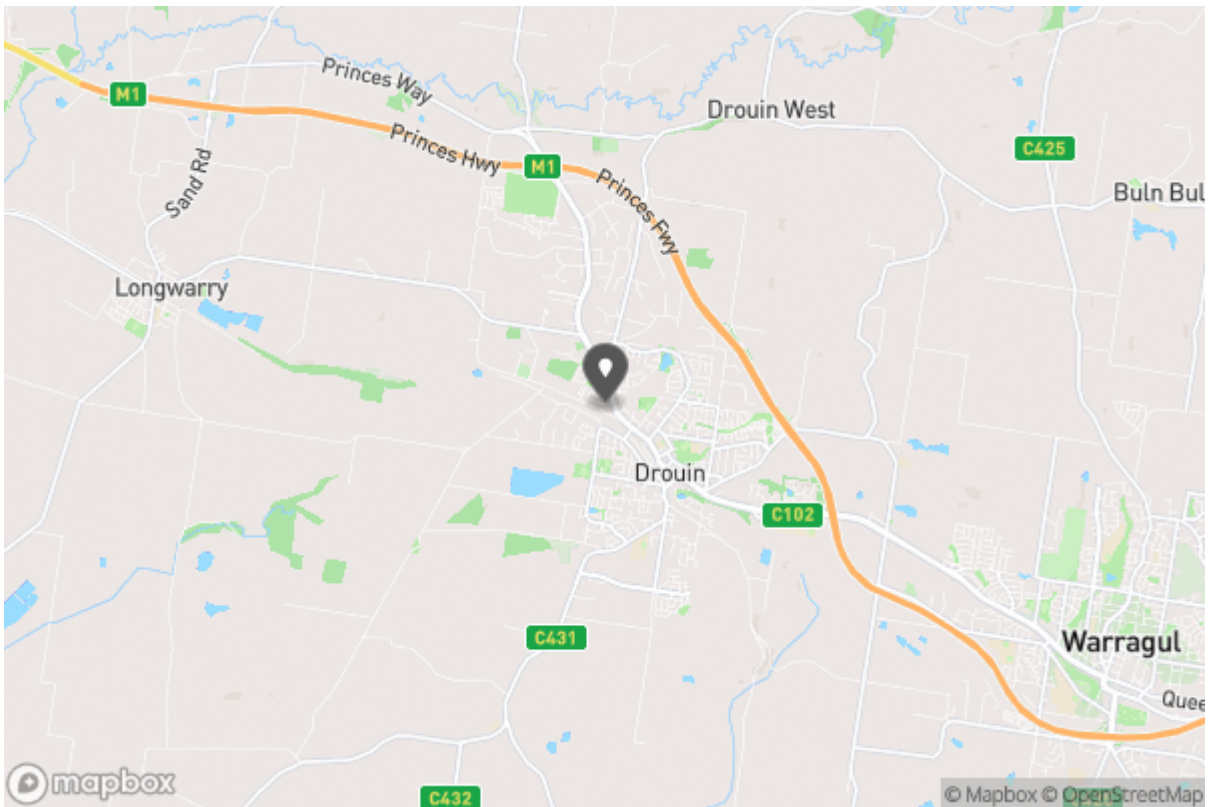 Princes Way
M1
Drouin West
Princes Hwy
C425
M1
Sand Rd
Princes Fwy
Buln Bul
Longwarry
Drouin
C102
C431
Warragul
Quee
C432
mapbox
© Mapbox © OpenStreetMap